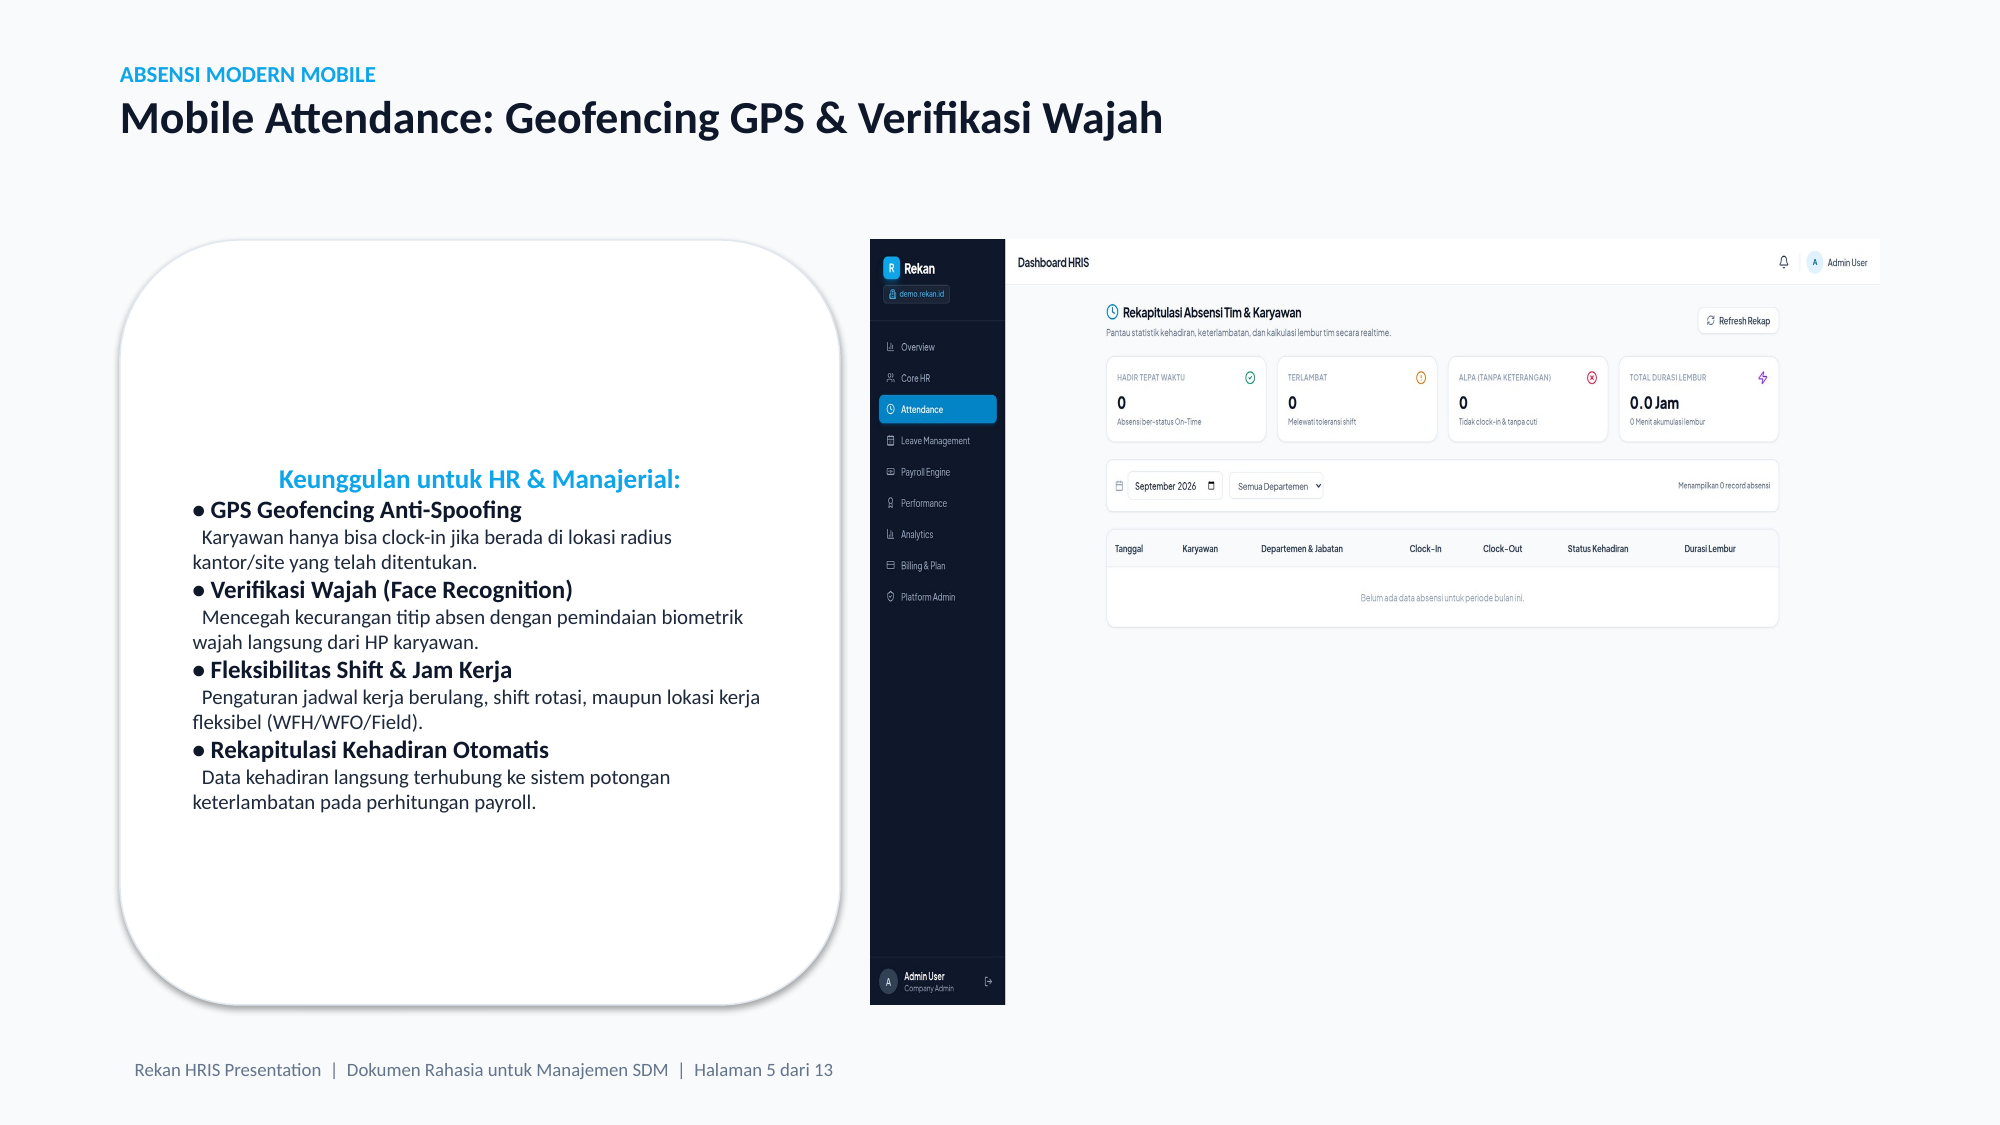 ABSENSI MODERN MOBILE
Mobile Attendance: Geofencing GPS & Verifikasi Wajah
Keunggulan untuk HR & Manajerial:
● GPS Geofencing Anti-Spoofing
Karyawan hanya bisa clock-in jika berada di lokasi radius
kantor/site yang telah ditentukan.
● Verifikasi Wajah (Face Recognition)
Mencegah kecurangan titip absen dengan pemindaian biometrik
wajah langsung dari HP karyawan.
● Fleksibilitas Shift & Jam Kerja
Pengaturan jadwal kerja berulang, shift rotasi, maupun lokasi kerja
fleksibel (WFH/WFO/Field).
● Rekapitulasi Kehadiran Otomatis
Data kehadiran langsung terhubung ke sistem potongan
keterlambatan pada perhitungan payroll.
R Rekan
demo.rekan.id
Overview
Core HR
Attendance
Leave Management
Payroll Engine
Performance
Analytics
Billing & Plan
Platform Admin
A Admin User
Company Admin
Dashboard HRIS
A Admin User
Rekapitulasi Absensi Tim & Karyawan
Pantau statistik kehadiran, keterlambatan, dan kalkulasi lembur tim secara realtime.
Refresh Rekap
HADIR TEPAT WAKTU
0
Absensi ber-status On-Time
TERLAMBAT
0
Melewati toleransi shift
ALPA (TANPA KETERANGAN)
0
Tidak clock-in & tanpa cuti
TOTAL DURASI LEMBUR
0.0 Jam
0 Menit akumulasi lembur
September 2026
Semua Departemen
Menampilkan 0 record absensi
Tanggal Karyawan Departemen & Jabatan Clock-In Clock-Out Status Kehadiran Durasi Lembur
Belum ada data absensi untuk periode bulan ini.
Rekan HRIS Presentation | Dokumen Rahasia untuk Manajemen SDM | Halaman 5 dari 13